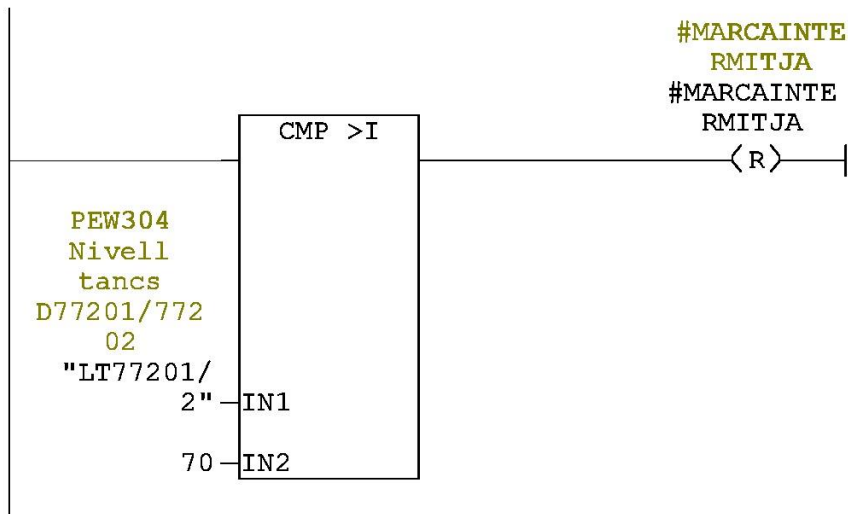 #MARCAINTE
RMITJA
#MARCAINTE
RMITJA
CMP >I
R
PEW304
Nivell
tancs
D77201/772
02
"LT77201/
2"
IN1
70
IN2